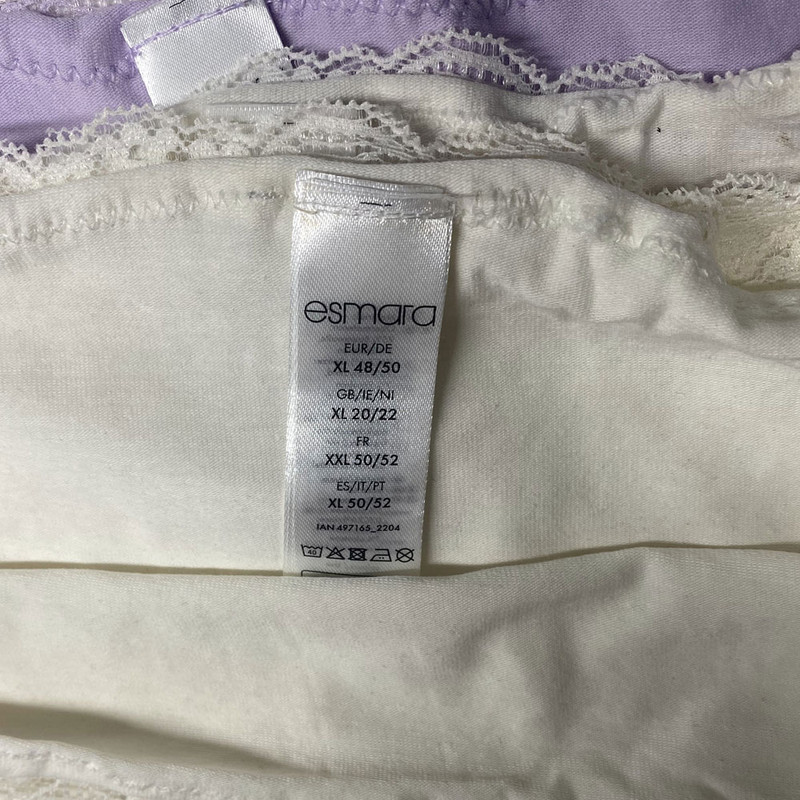 esmara
EUR/DE
XL 48/50
GB/IE/NI
XL 20/22
FR
XXL 50/52
ES/IT/PT
XL 50/52
IAN 497165_2204
40